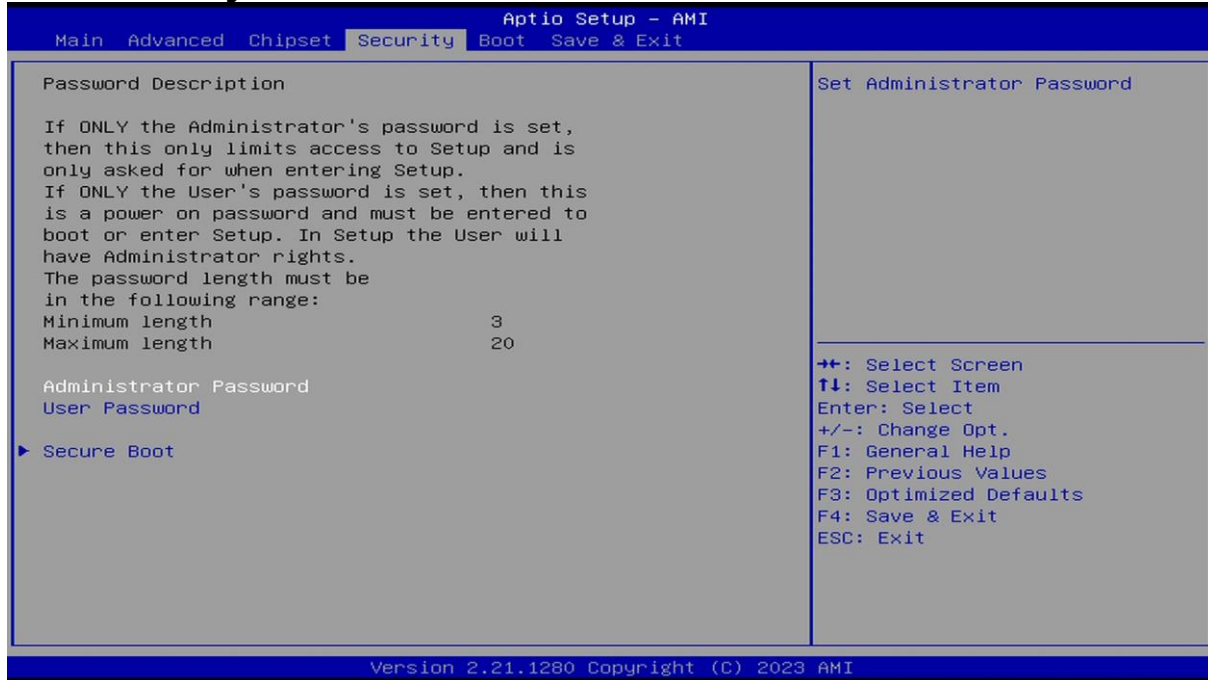 Aptio Setup – AMI
Main Advanced Chipset Security Boot Save & Exit
Password Description
If ONLY the Administrator's password is set,
then this only limits access to Setup and is
only asked for when entering Setup.
If ONLY the User's password is set, then this
is a power on password and must be entered to
boot or enter Setup. In Setup the User will
have Administrator rights.
The password length must be
in the following range:
Minimum length 3
Maximum length 20
Administrator Password
User Password
► Secure Boot
Set Administrator Password
→←: Select Screen
↑↓: Select Item
Enter: Select
+/-: Change Opt.
F1: General Help
F2: Previous Values
F3: Optimized Defaults
F4: Save & Exit
ESC: Exit
Version 2.21.1280 Copyright (C) 2023 AMI